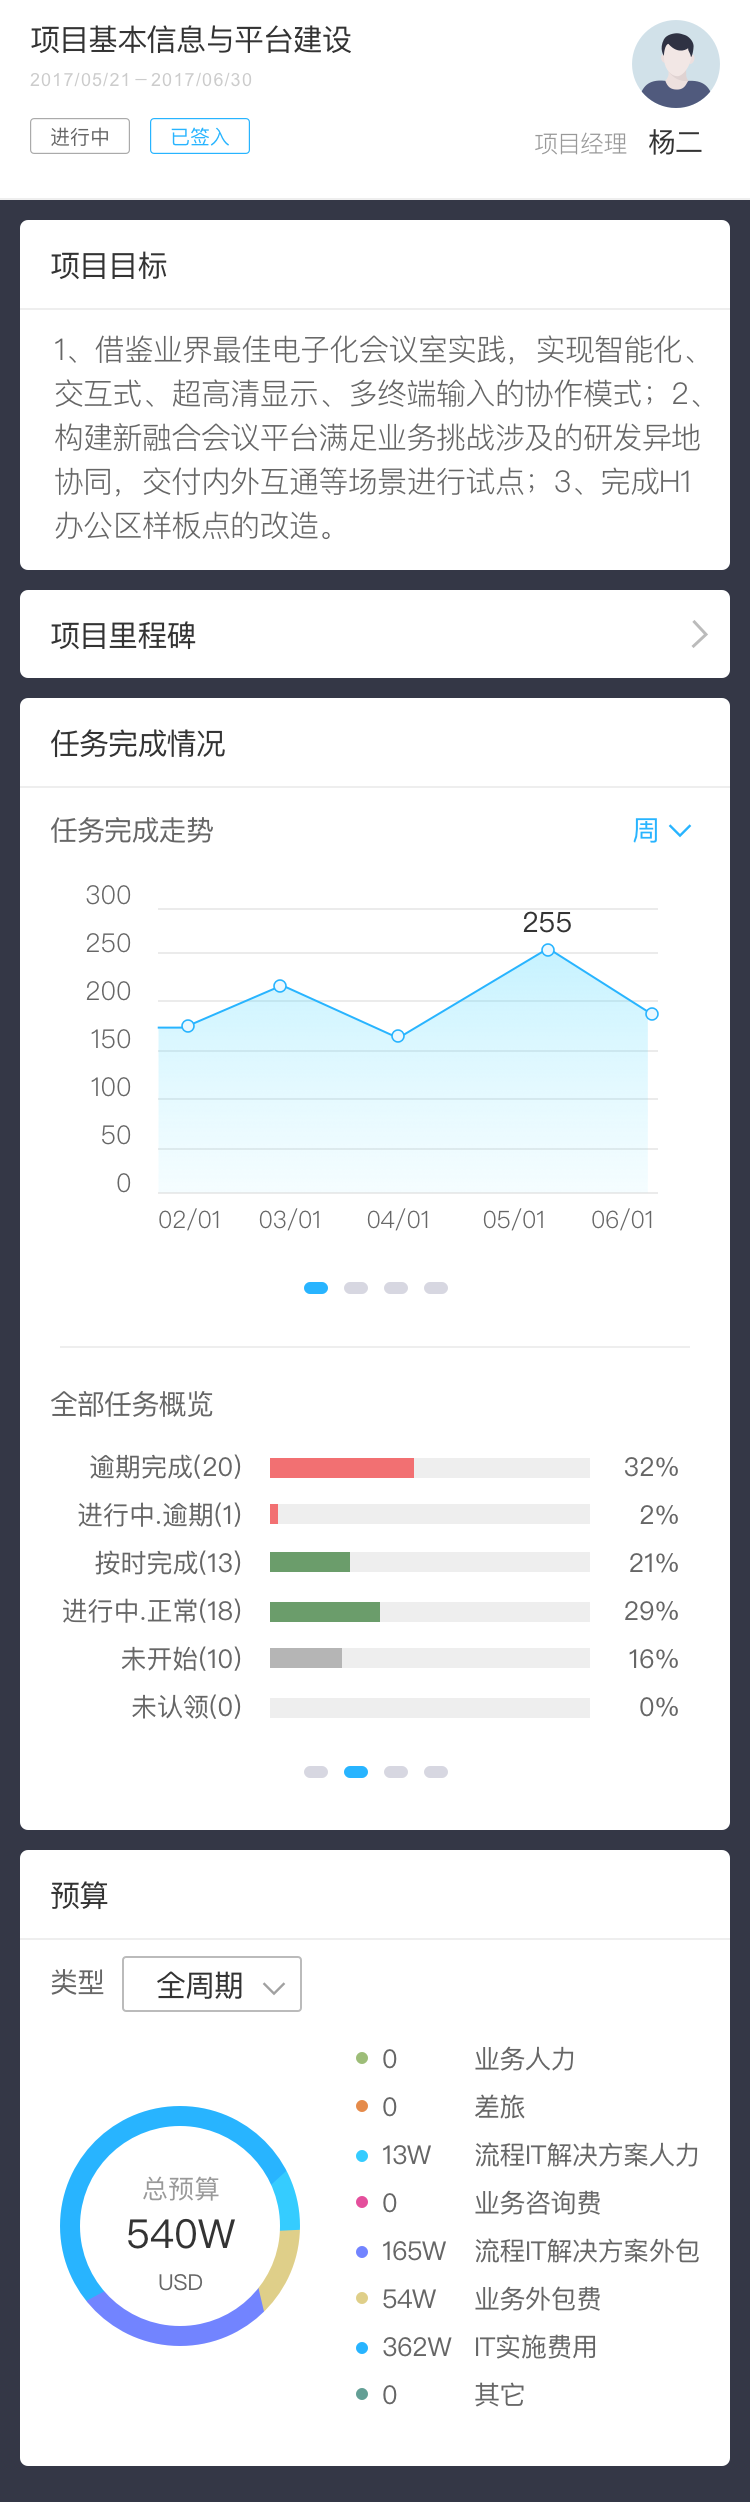 项目基本信息与平台建设
2017/05/21－2017/06/30
进行中
已签入
项目经理 杨二
项目目标
1、借鉴业界最佳电子化会议室实践，实现智能化、
交互式、超高清显示、多终端输入的协作模式；2、
构建新融合会议平台满足业务挑战涉及的研发异地
协同，交付内外互通等场景进行试点；3、完成H1
办公区样板点的改造。
项目里程碑
任务完成情况
任务完成走势
周
300
255
250
200
150
100
50
0
02/01 03/01 04/01 05/01 06/01
全部任务概览
逾期完成(20) 32%
进行中.逾期(1) 2%
按时完成(13) 21%
进行中.正常(18) 29%
未开始(10) 16%
未认领(0) 0%
预算
类型 全周期
总预算
540W
USD
0 业务人力
0 差旅
13W 流程IT解决方案人力
0 业务咨询费
165W 流程IT解决方案外包
54W 业务外包费
362W IT实施费用
0 其它